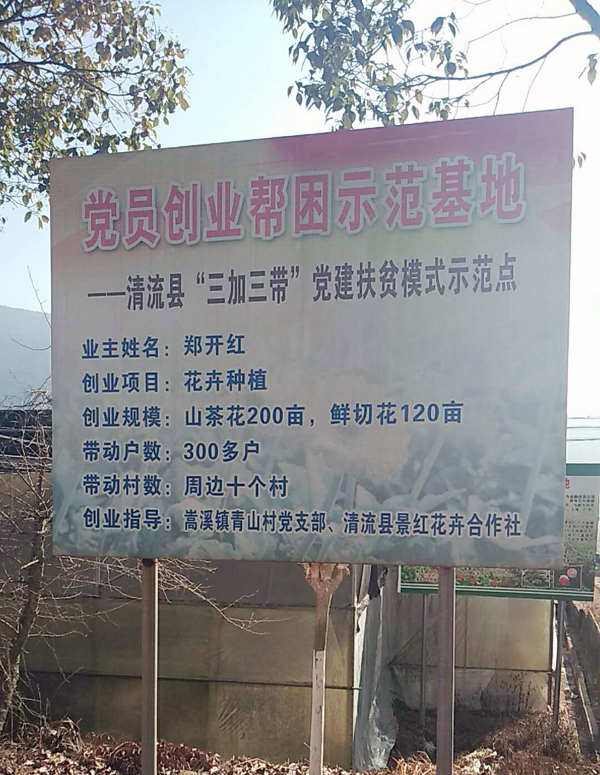 党员创业帮困示范基地
——清流县“三加三带”党建扶贫模式示范点
业主姓名：郑开红
创业项目：花卉种植
创业规模：山茶花200亩，鲜切花120亩
带动户数：300多户
带动村数：周边十个村
创业指导：嵩溪镇青山村党支部、清流县景红花卉合作社
地